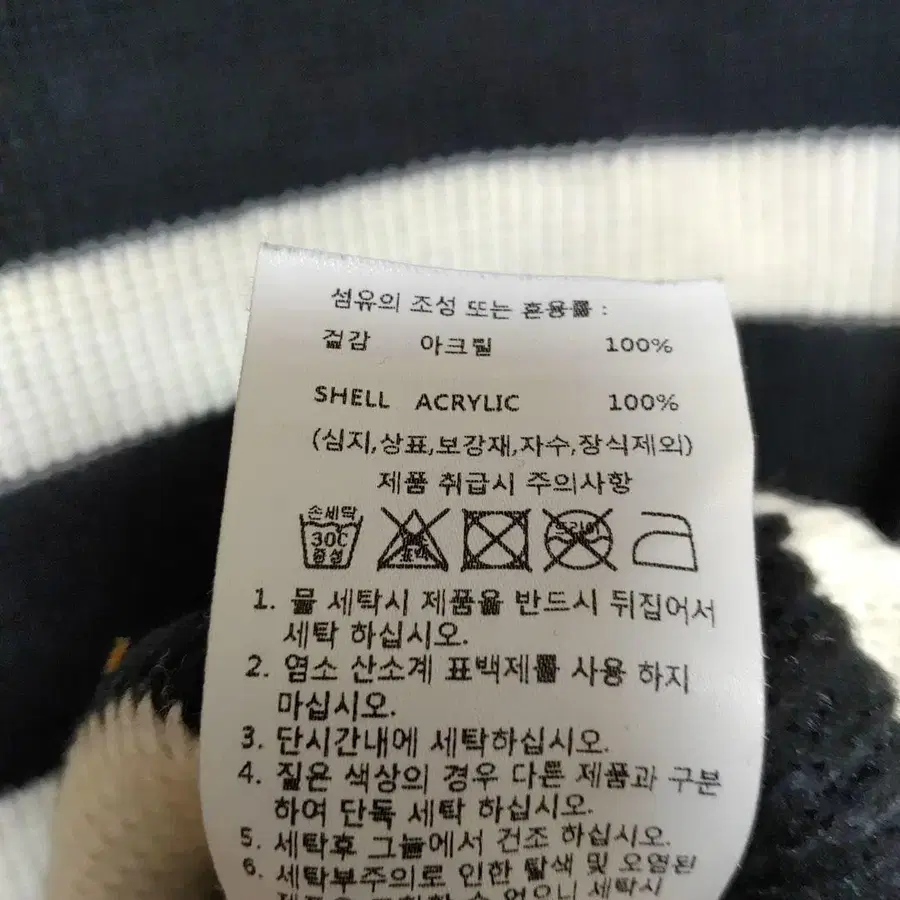 섬유의 조성 또는 혼용률 :
겉감 아크릴 100%
SHELL ACRYLIC 100%
(심지,상표,보강재,자수,장식제외)
제품 취급시 주의사항
손세탁
30C
중성
표백
드라이
1. 물 세탁시 제품을 반드시 뒤집어서
세탁 하십시오.
2. 염소 산소계 표백제를 사용 하지
마십시오.
3. 단시간내에 세탁하십시오.
4. 짙은 색상의 경우 다른 제품과 구분
하여 단독 세탁 하십시오.
5. 세탁후 그늘에서 건조 하십시오.
6. 세탁부주의로 인한 탈색 및 오염된
세탁시